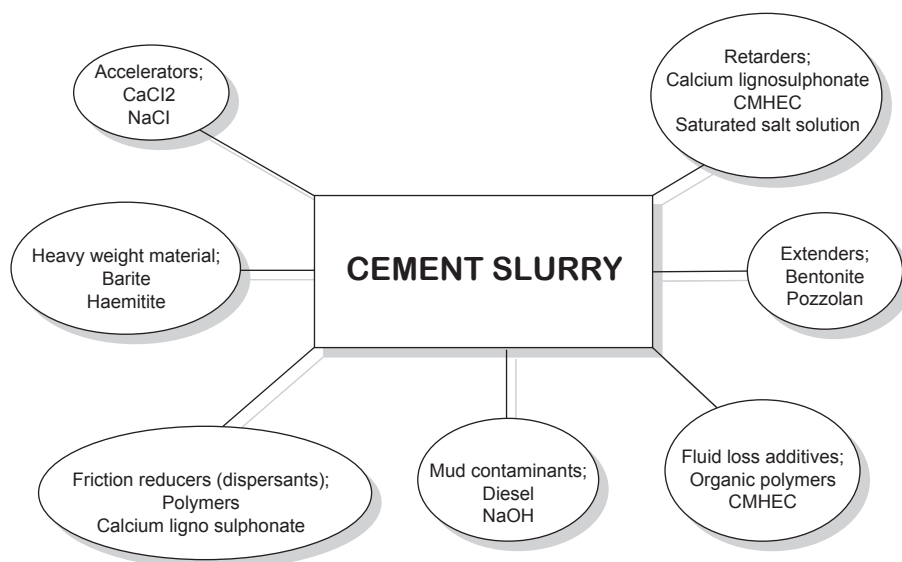 Accelerators;
CaCl2
NaCl
Retarders;
Calcium lignosulphonate
CMHEC
Saturated salt solution
Heavy weight material;
Barite
Haemitite
CEMENT SLURRY
Extenders;
Bentonite
Pozzolan
Friction reducers (dispersants);
Polymers
Calcium ligno sulphonate
Mud contaminants;
Diesel
NaOH
Fluid loss additives;
Organic polymers
CMHEC